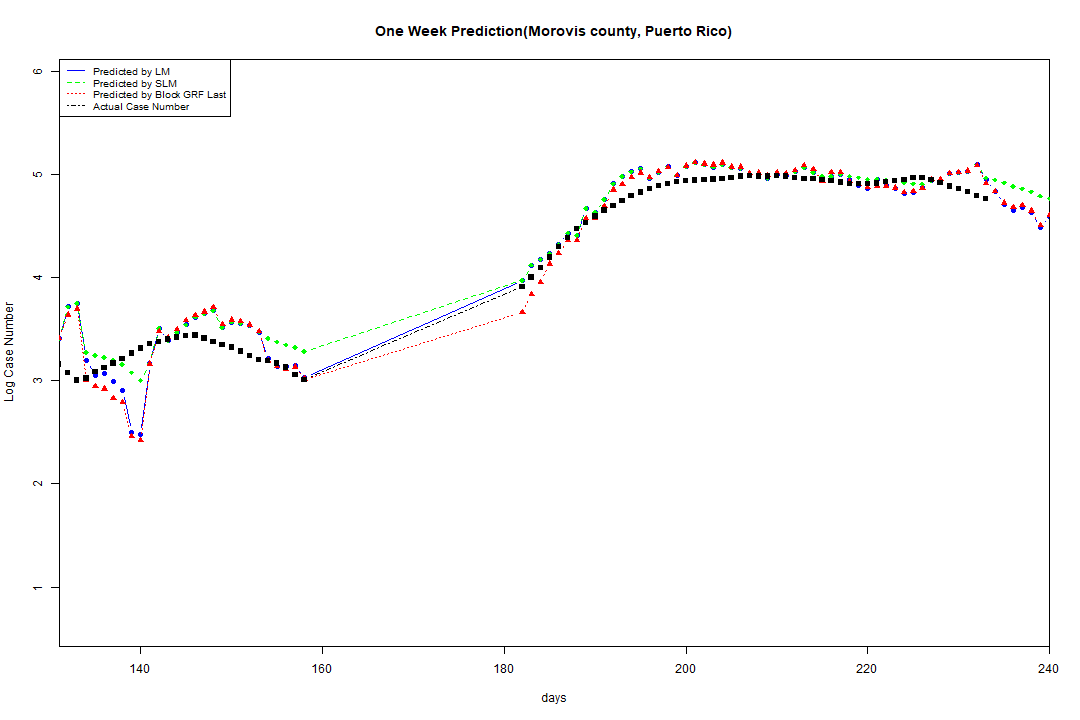 One Week Prediction(Morovis county, Puerto Rico)
Predicted by LM
Predicted by SLM
Predicted by Block GRF Last
Actual Case Number
6
5
4
3
2
1
Log Case Number
140
160
180
200
220
240
days